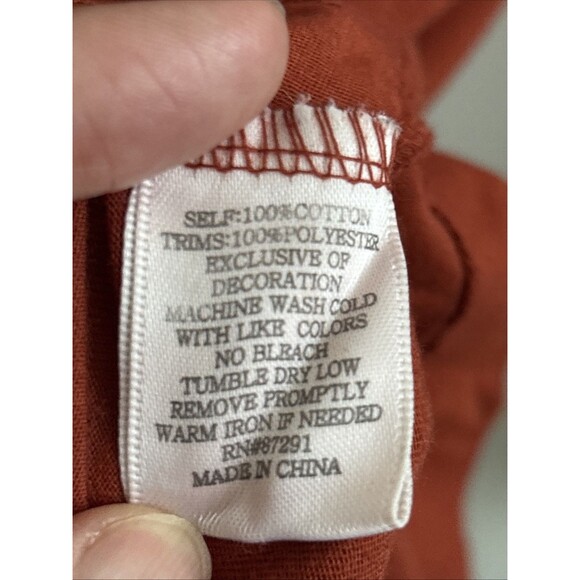 SELF:100%COTTON
TRIMS:100%POLYESTER
EXCLUSIVE OF
DECORATION
MACHINE WASH COLD
WITH LIKE COLORS
NO BLEACH
TUMBLE DRY LOW
REMOVE PROMPTLY
WARM IRON IF NEEDED
RN#87291
MADE IN CHINA